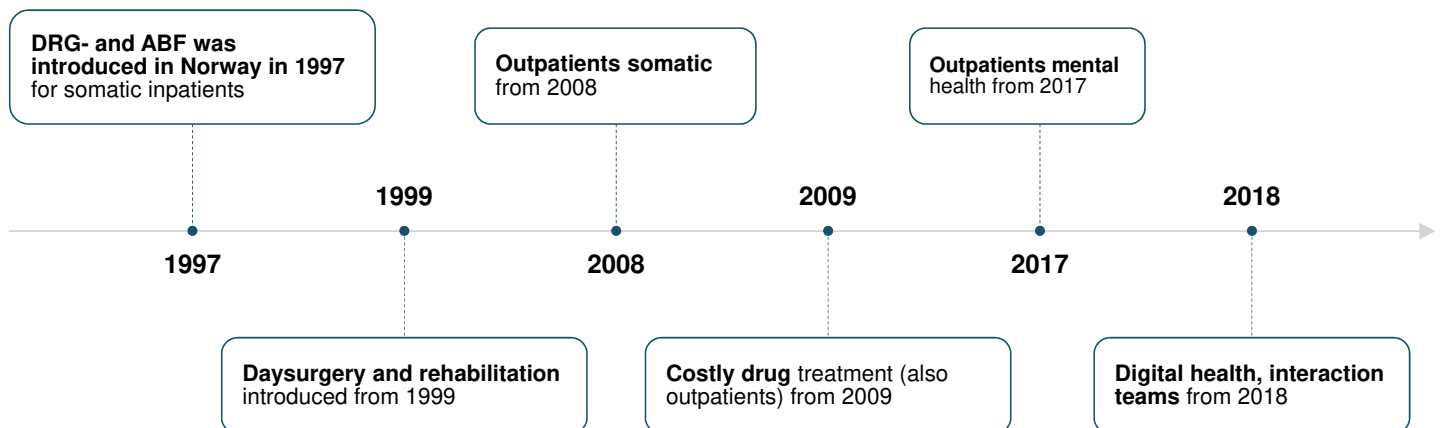 DRG- and ABF was
introduced in Norway in 1997
for somatic inpatients
Outpatients somatic
from 2008
Outpatients mental
health from 2017
1999
2009
2018
1997
2008
2017
Daysurgery and rehabilitation
introduced from 1999
Costly drug treatment (also
outpatients) from 2009
Digital health, interaction
teams from 2018